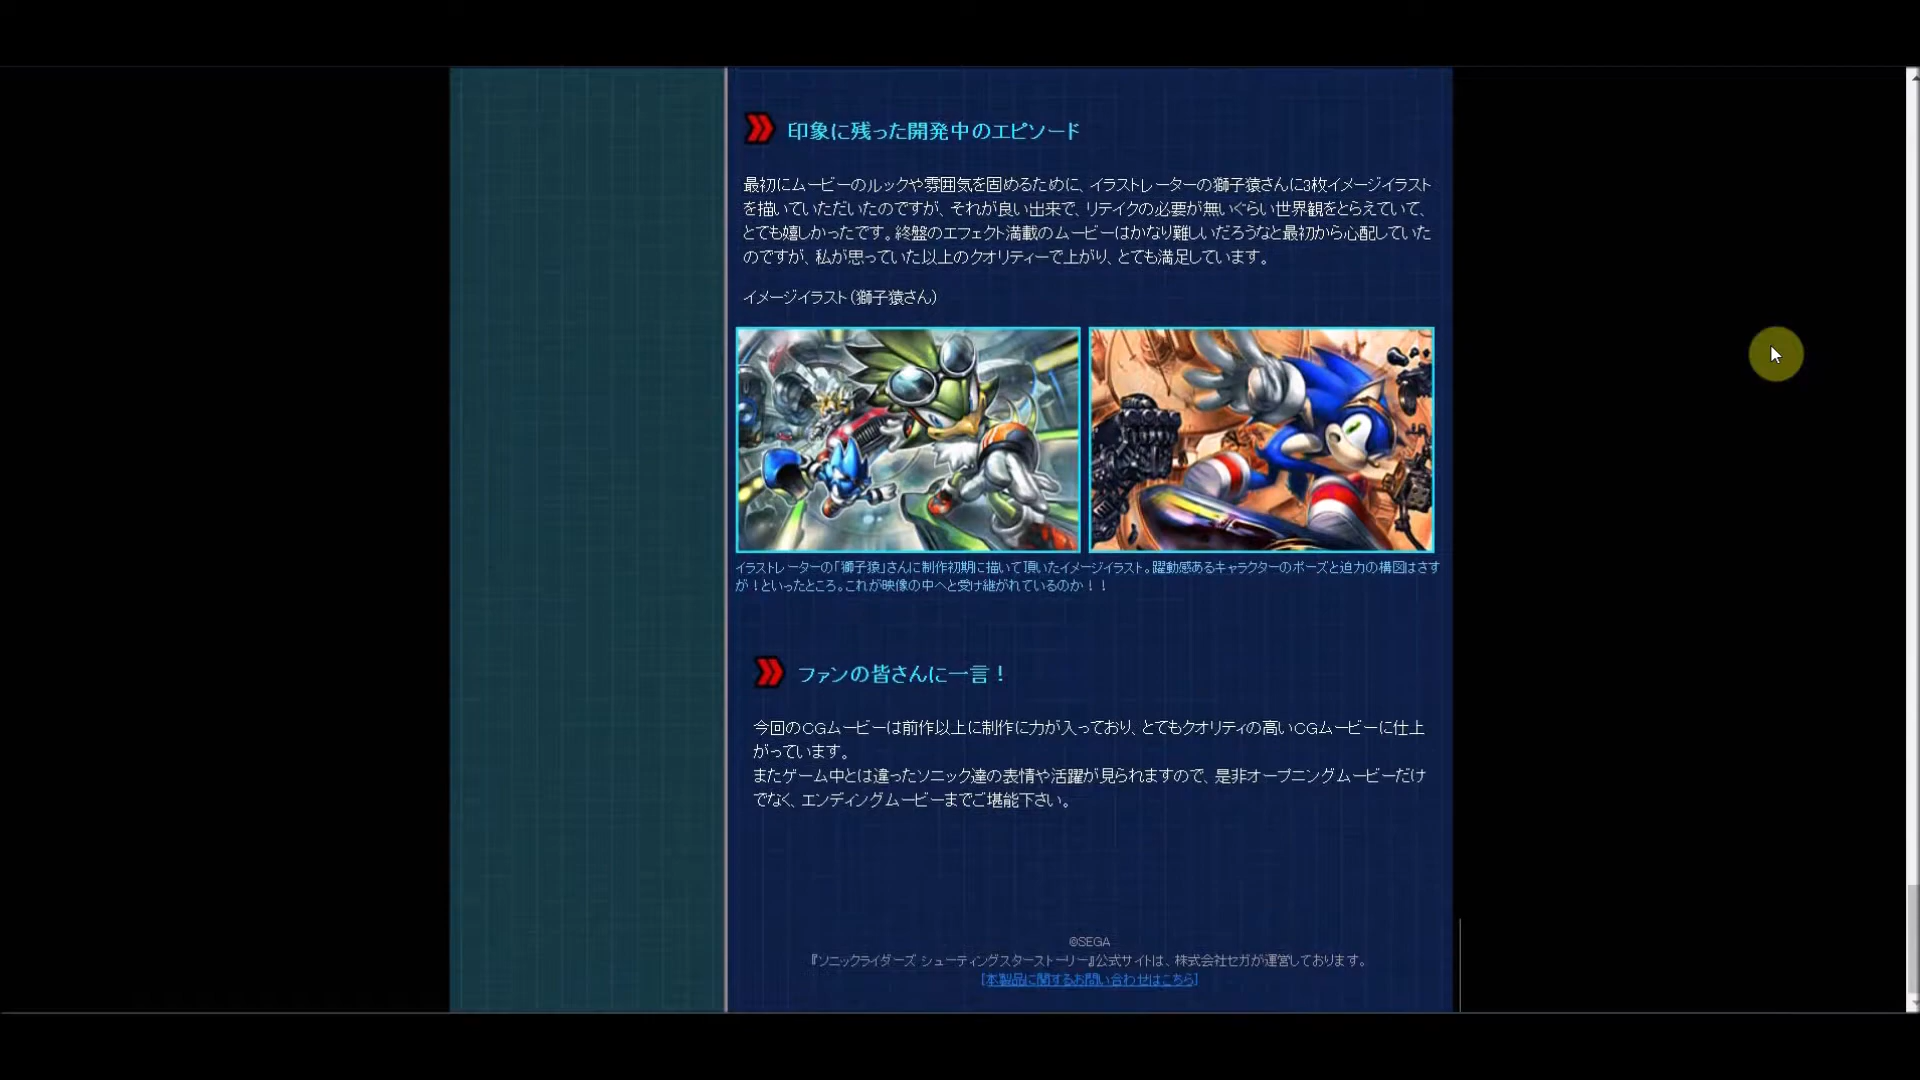 印象に残った開発中のエピソード
最初にムービーのルックや雰囲気を固めるために、イラストレーターの獅子猿さんに3枚イメージイラスト
を描いていただいたのですが、それが良い出来で、リテイクの必要が無いぐらい世界観をとらえていて、
とても嬉しかったです。終盤のエフェクト満載のムービーはかなり難しいだろうなと最初から心配していた
のですが、私が思っていた以上のクオリティーで上がり、とても満足しています。
イメージイラスト(獅子猿さん)
イラストレーターの「獅子猿」さんに制作初期に描いて頂いたイメージイラスト。躍動感あるキャラクターのポーズと迫力の構図はさす
が!といったところ。これが映像の中へと受け継がれているのか!!
ファンの皆さんに一言!
今回のCGムービーは前作以上に制作に力が入っており、とてもクオリティの高いCGムービーに仕上
がっています。
またゲーム中とは違ったソニック達の表情や活躍が見られますので、是非オープニングムービーだけ
でなく、エンディングムービーまでご堪能下さい。
©SEGA
『ソニックライダーズ シューティングスターストーリー』公式サイトは、株式会社セガが運営しております。
[本製品に関するお問い合わせはこちら]